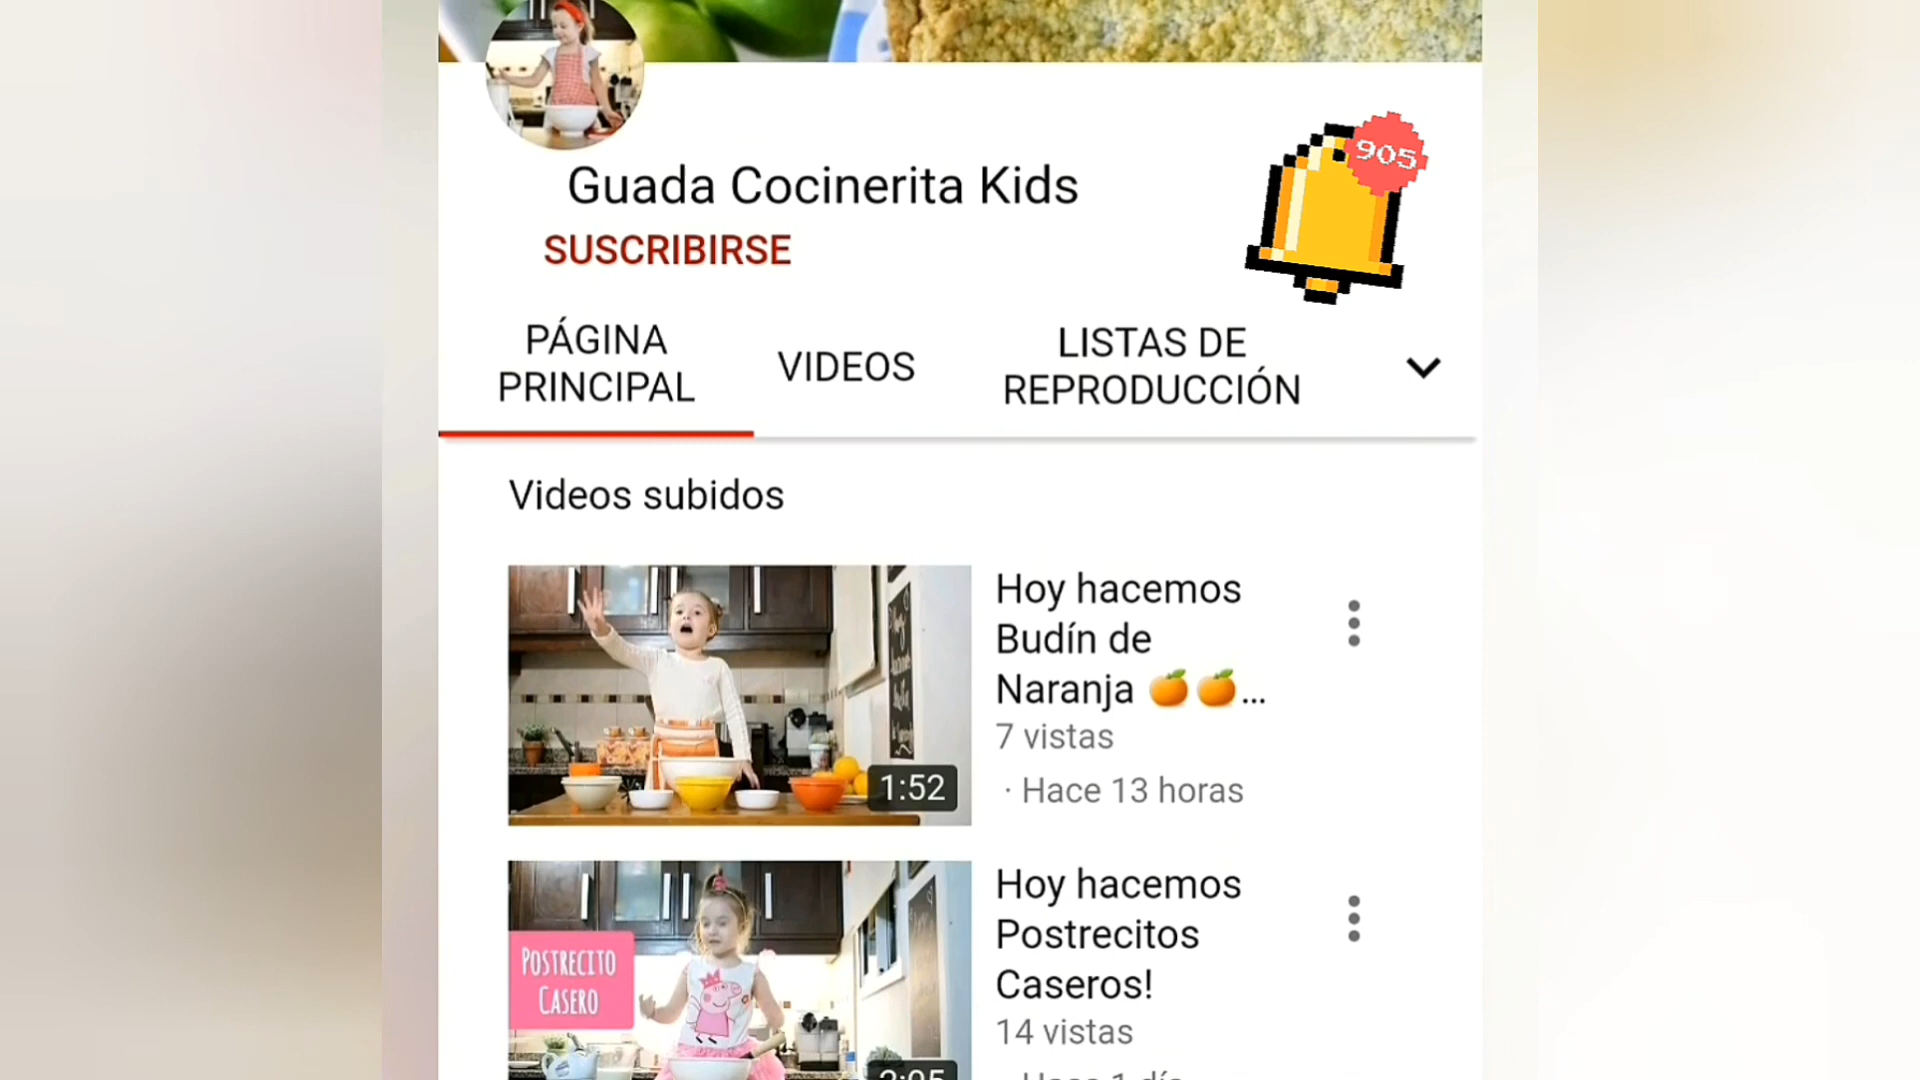 905
Guada Cocinerita Kids
SUSCRIBIRSE
PÁGINA
PRINCIPAL
VIDEOS
LISTAS DE
REPRODUCCIÓN
Videos subidos
1:52
Hoy hacemos
Budín de
Naranja 🍊🍊...
7 vistas
· Hace 13 horas
POSTRECITO
CASERO
Hoy hacemos
Postrecitos
Caseros!
14 vistas